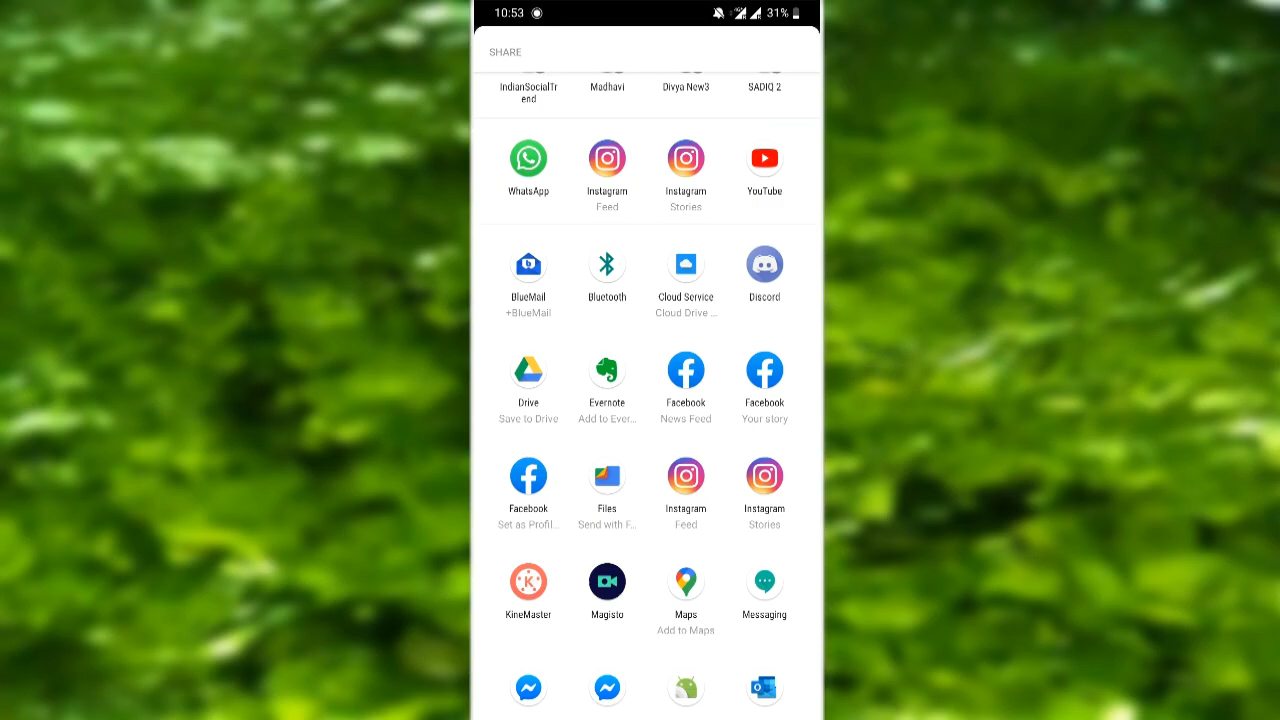 10:53 4G 31%
SHARE
IndianSocialTr Madhavi Divya New3 SADIQ 2
end
WhatsApp Instagram Instagram YouTube
Feed Stories
BlueMail Bluetooth Cloud Service Discord
+BlueMail Cloud Drive ...
Drive Evernote Facebook Facebook
Save to Drive Add to Ever... News Feed Your story
Facebook Files Instagram Instagram
Set as Profil... Send with F... Feed Stories
KineMaster Magisto Maps Messaging
Add to Maps